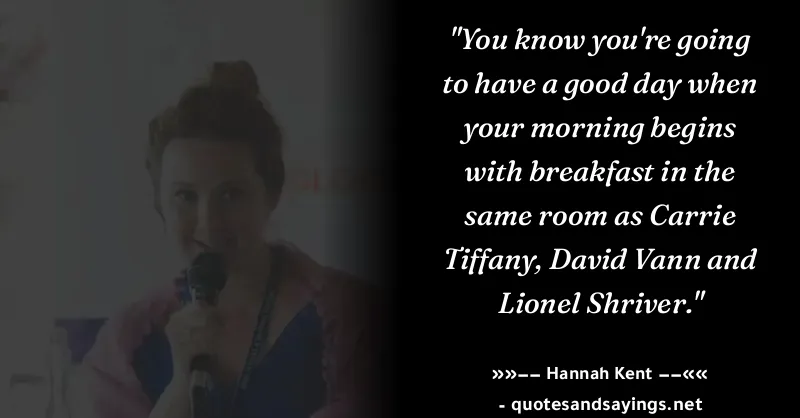 "You know you're going
to have a good day when
your morning begins
with breakfast in the
same room as Carrie
Tiffany, David Vann and
Lionel Shriver."
»»–– Hannah Kent ––««
- quotesandsayings.net